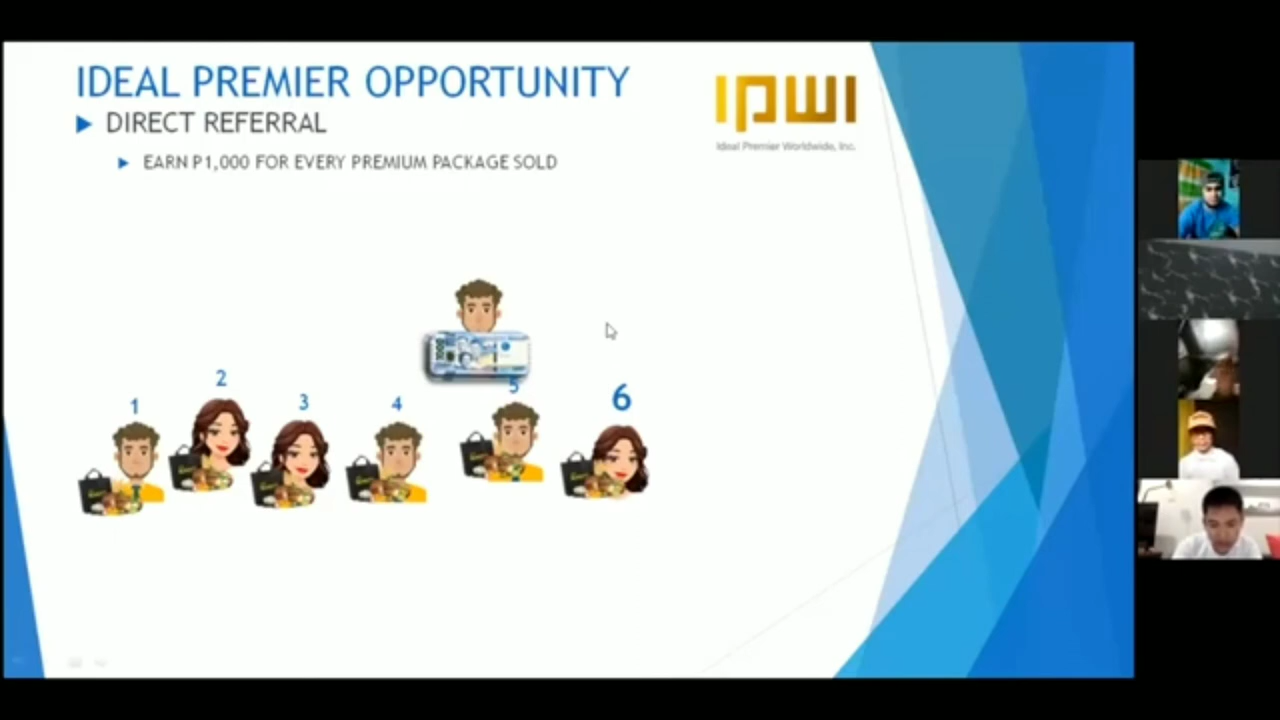 IDEAL PREMIER OPPORTUNITY
DIRECT REFERRAL
EARN P1,000 FOR EVERY PREMIUM PACKAGE SOLD
IPWI
Ideal Premier Worldwide, Inc.
1
2
3
4
5
6
1000